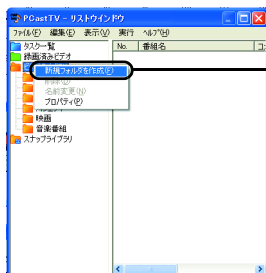 PCastTV - リストウインドウ
ファイル(F) 編集(E) 表示(V) 実行 ヘルプ(H)
タスク一覧
No. 番組名
録画済みビデオ
新規フォルダを作成(F)
削除(D)
名前変更(N)
プロパティ(P)
映画
音楽番組
スナップライブラリ